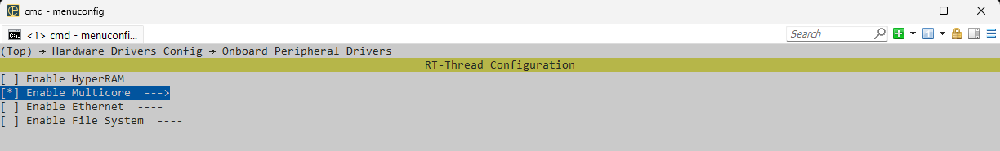 cmd - menuconfig
<1> cmd - menuconfi...
Search
(Top) → Hardware Drivers Config → Onboard Peripheral Drivers
RT-Thread Configuration
[ ] Enable HyperRAM
[*] Enable Multicore  --->
[ ] Enable Ethernet  ----
[ ] Enable File System  ----